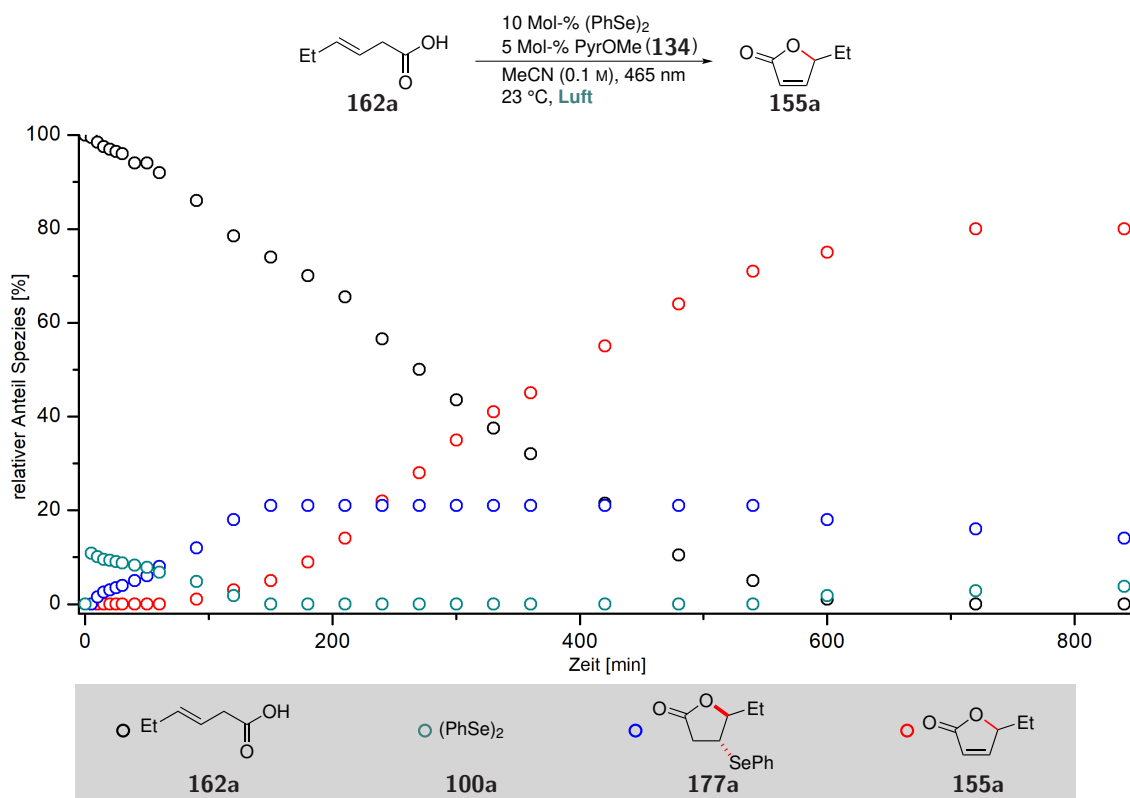 10 Mol-% (PhSe)2
5 Mol-% PyrOMe (134)
MeCN (0.1 M), 465 nm
23 °C, Luft
Et
OH
O
162a
O
O
Et
155a
relativer Anteil Spezies [%]
100
80
60
40
20
0
0
200
400
600
800
Zeit [min]
Et
OH
O
162a
(PhSe)2
100a
O
O
Et
SePh
177a
O
O
Et
155a